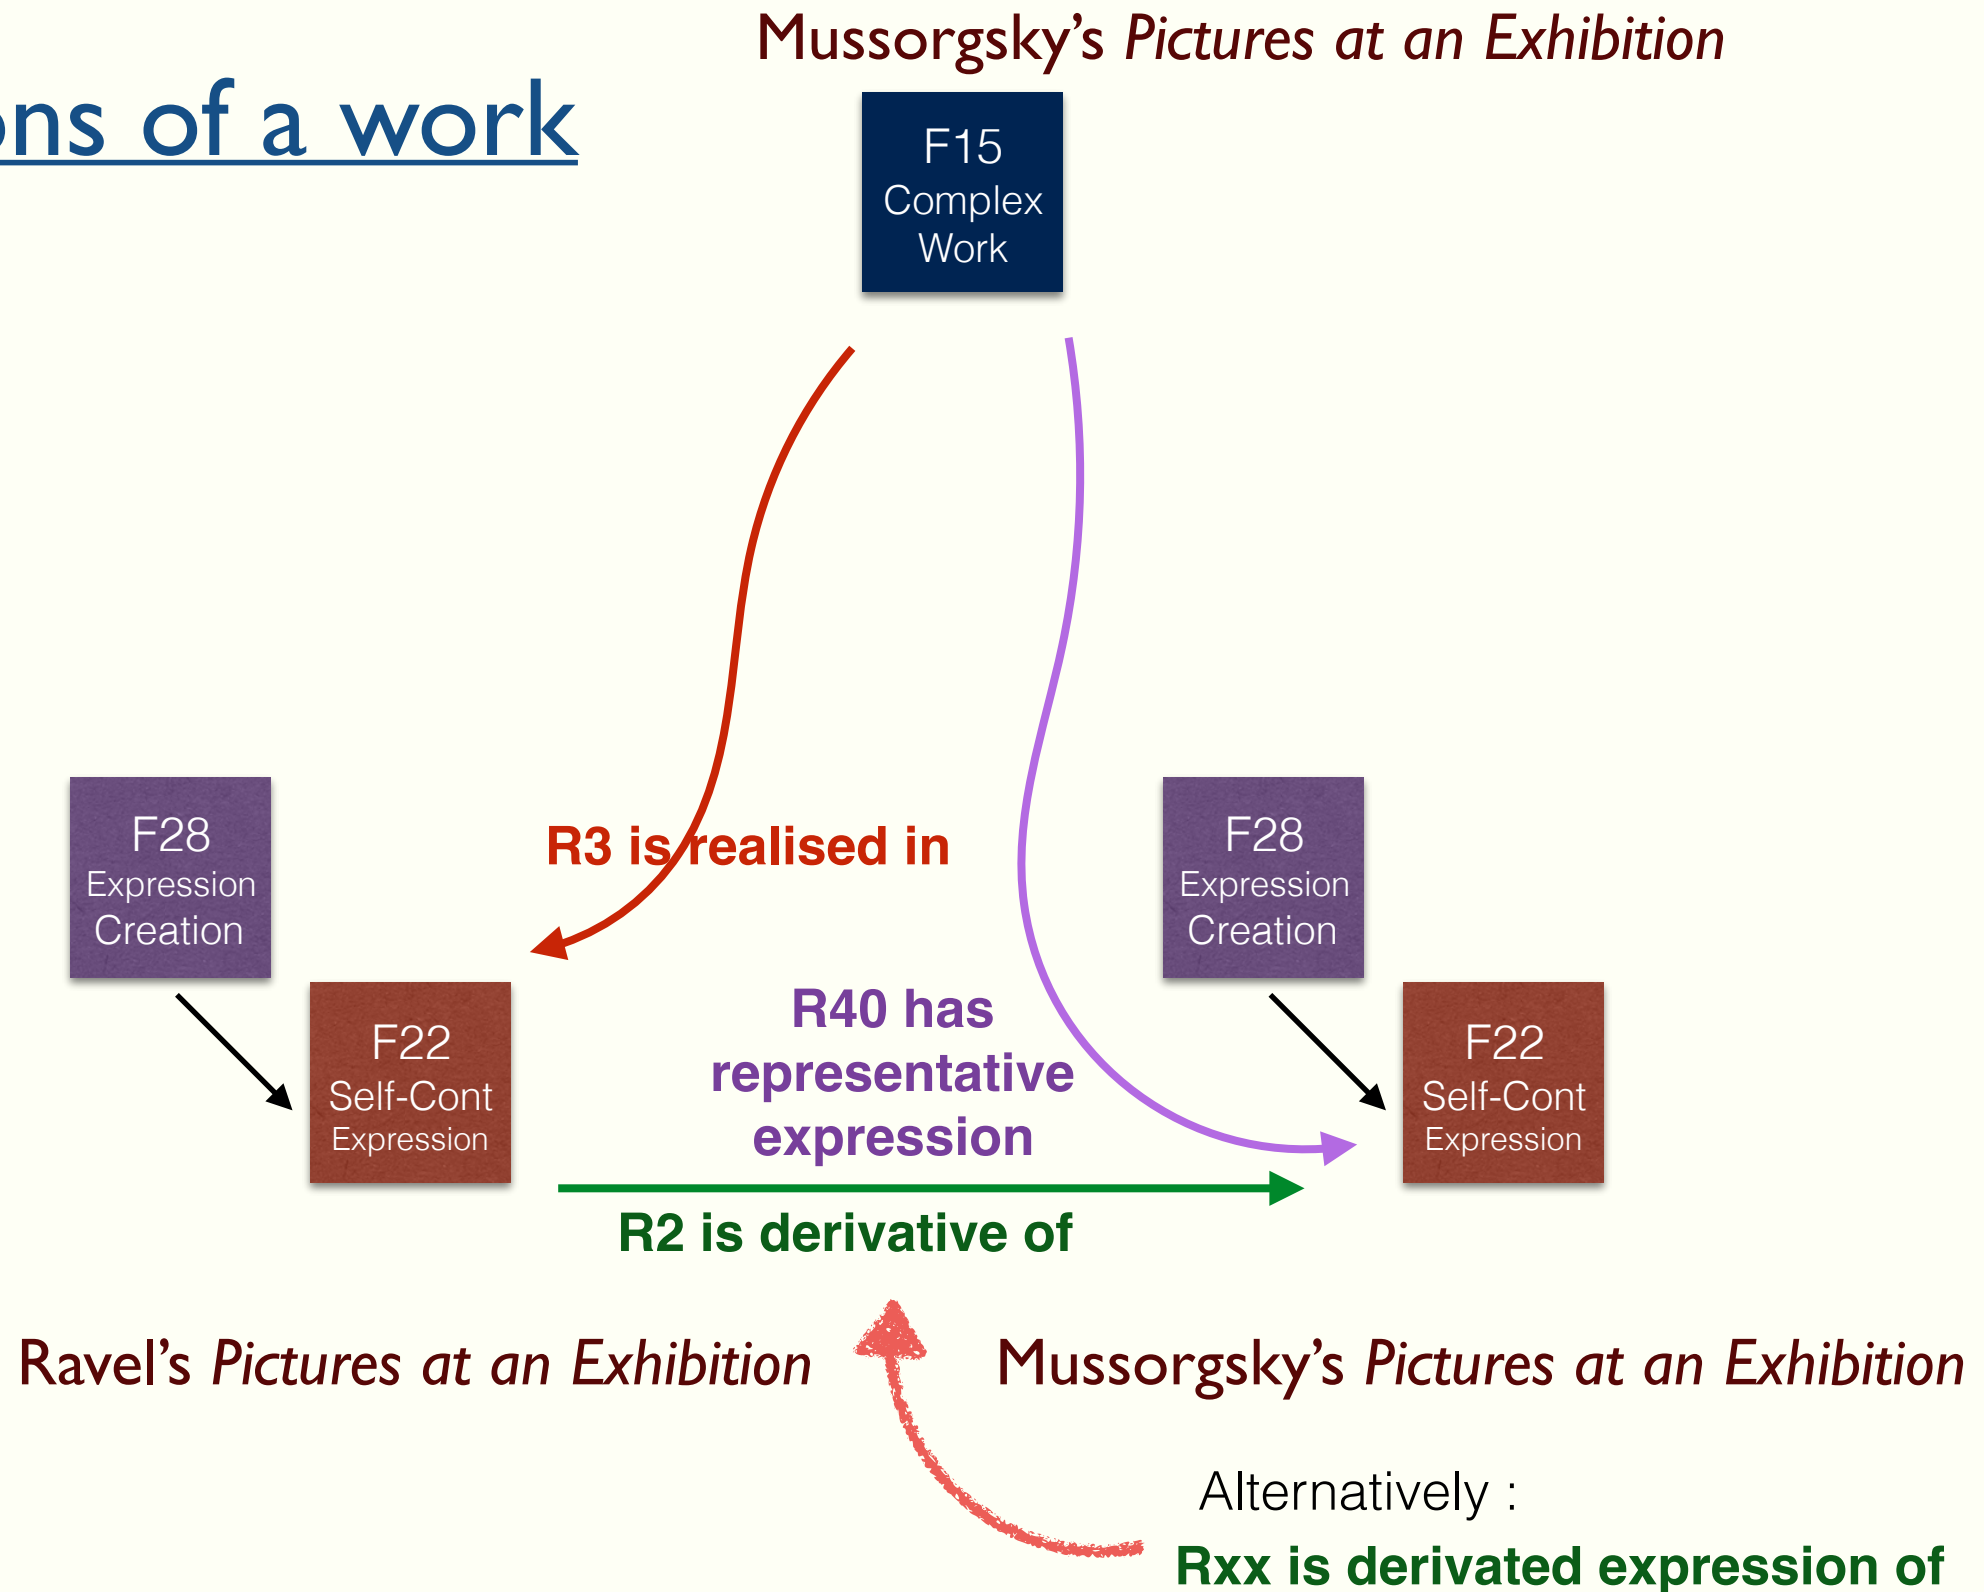 Mussorgsky's Pictures at an Exhibition
ons of a work
F15
Complex
Work
F28
Expression
Creation
R3 is realised in
F28
Expression
Creation
F22
Self-Cont
Expression
R40 has
representative
expression
F22
Self-Cont
Expression
R2 is derivative of
Ravel's Pictures at an Exhibition
Mussorgsky's Pictures at an Exhibition
Alternatively :
Rxx is derivated expression of